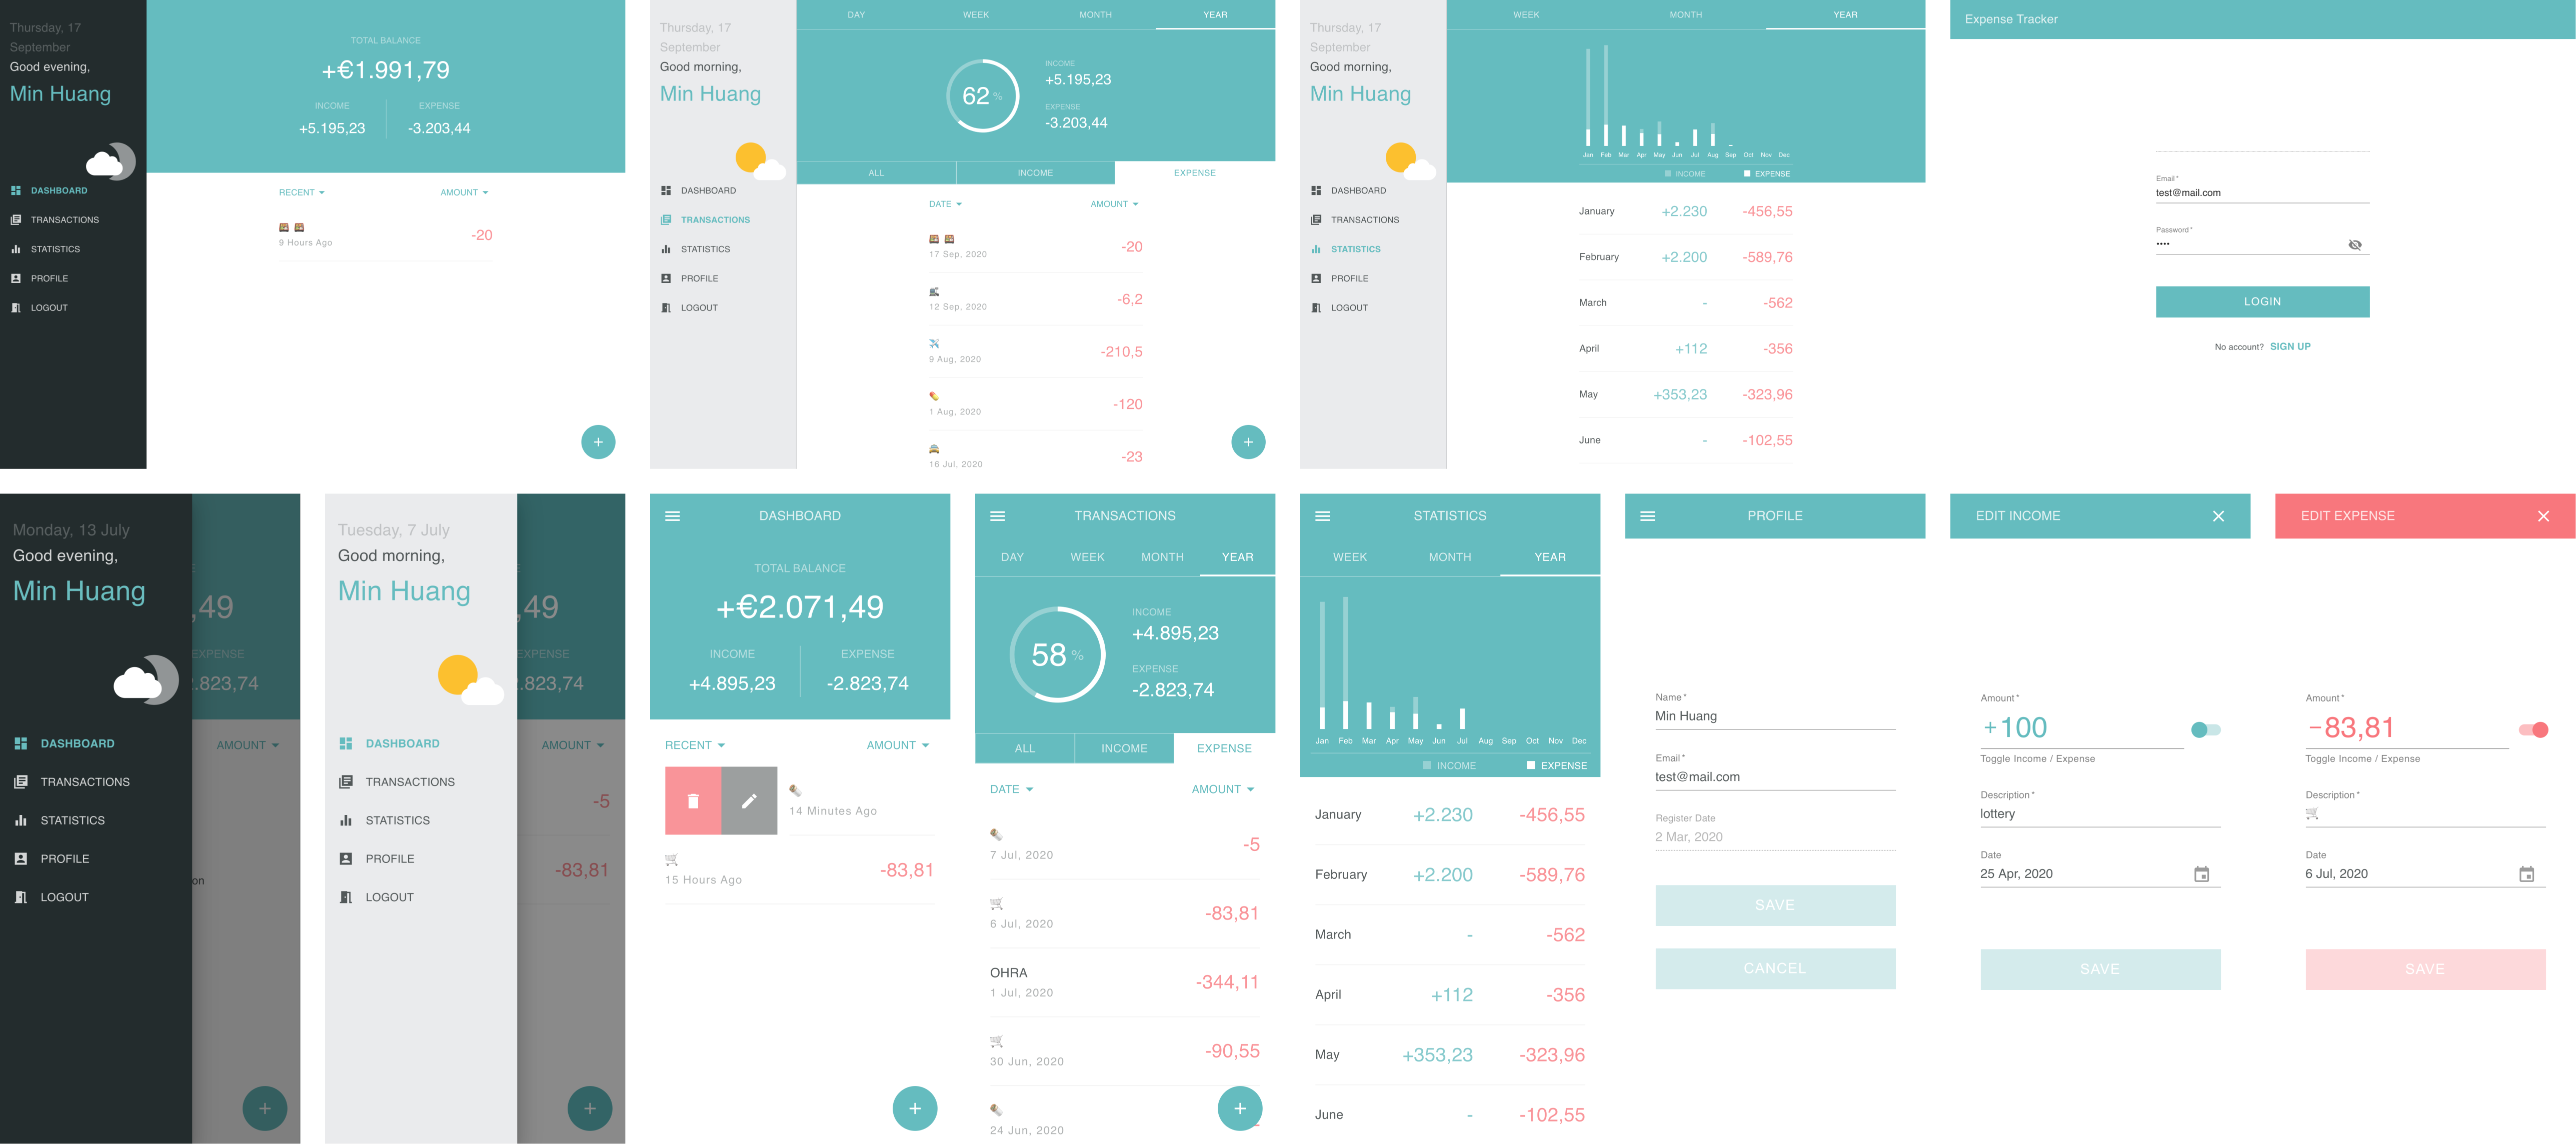 Thursday, 17
September
Good evening,
Min Huang
DASHBOARD
TRANSACTIONS
STATISTICS
PROFILE
LOGOUT
TOTAL BALANCE
+€1.991,79
INCOME EXPENSE
+5.195,23 -3.203,44
RECENT AMOUNT
-20
9 Hours Ago
+
Thursday, 17
September
Good morning,
Min Huang
DASHBOARD
TRANSACTIONS
STATISTICS
PROFILE
LOGOUT
DAY WEEK MONTH YEAR
62 %
INCOME
+5.195,23
EXPENSE
-3.203,44
ALL INCOME EXPENSE
DATE AMOUNT
-20
17 Sep, 2020
-6,2
12 Sep, 2020
-210,5
9 Aug, 2020
-120
1 Aug, 2020
-23
16 Jul, 2020
+
Thursday, 17
September
Good morning,
Min Huang
DASHBOARD
TRANSACTIONS
STATISTICS
PROFILE
LOGOUT
WEEK MONTH YEAR
Jan Feb Mar Apr May Jun Jul Aug Sep Oct Nov Dec
INCOME EXPENSE
January +2.230 -456,55
February +2.200 -589,76
March - -562
April +112 -356
May +353,23 -323,96
June - -102,55
Expense Tracker
Email *
test@mail.com
Password *
••••
LOGIN
No account? SIGN UP
Monday, 13 July
Good evening,
Min Huang
DASHBOARD
TRANSACTIONS
STATISTICS
PROFILE
LOGOUT
E
,49
EXPENSE
.823,74
AMOUNT
on
+
Tuesday, 7 July
Good morning,
Min Huang
DASHBOARD
TRANSACTIONS
STATISTICS
PROFILE
LOGOUT
E
,49
EXPENSE
.823,74
AMOUNT
-5
-83,81
+
DASHBOARD
TOTAL BALANCE
+€2.071,49
INCOME EXPENSE
+4.895,23 -2.823,74
RECENT AMOUNT
14 Minutes Ago
-83,81
15 Hours Ago
+
TRANSACTIONS
DAY WEEK MONTH YEAR
58 %
INCOME
+4.895,23
EXPENSE
-2.823,74
ALL INCOME EXPENSE
DATE AMOUNT
-5
7 Jul, 2020
-83,81
6 Jul, 2020
OHRA
-344,11
1 Jul, 2020
-90,55
30 Jun, 2020
24 Jun, 2020
+
STATISTICS
WEEK MONTH YEAR
Jan Feb Mar Apr May Jun Jul Aug Sep Oct Nov Dec
INCOME EXPENSE
January +2.230 -456,55
February +2.200 -589,76
March - -562
April +112 -356
May +353,23 -323,96
June - -102,55
PROFILE
Name *
Min Huang
Email *
test@mail.com
Register Date
2 Mar, 2020
SAVE
CANCEL
EDIT INCOME
Amount *
+100
Toggle Income / Expense
Description *
lottery
Date
25 Apr, 2020
SAVE
EDIT EXPENSE
Amount *
−83,81
Toggle Income / Expense
Description *
Date
6 Jul, 2020
SAVE